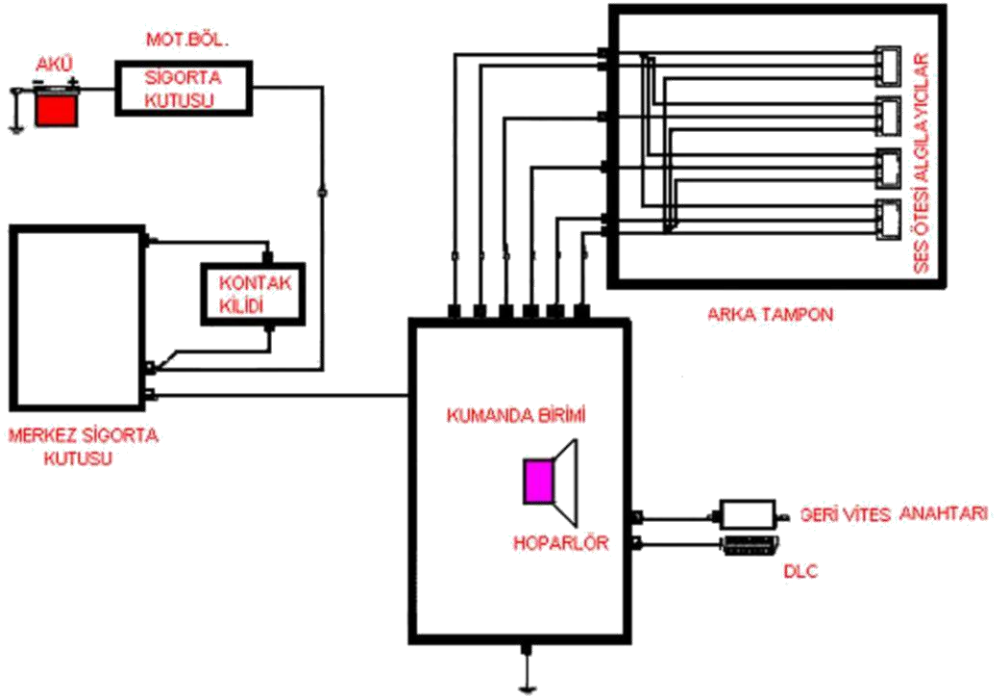 MOT.BÖL.
AKÜ
- +
SİGORTA
KUTUSU
SES ÖTESİ ALGILAYICILAR
KONTAK
KİLİDİ
ARKA TAMPON
MERKEZ SİGORTA
KUTUSU
KUMANDA BİRİMİ
HOPARLÖR
GERİ VİTES ANAHTARI
DLC